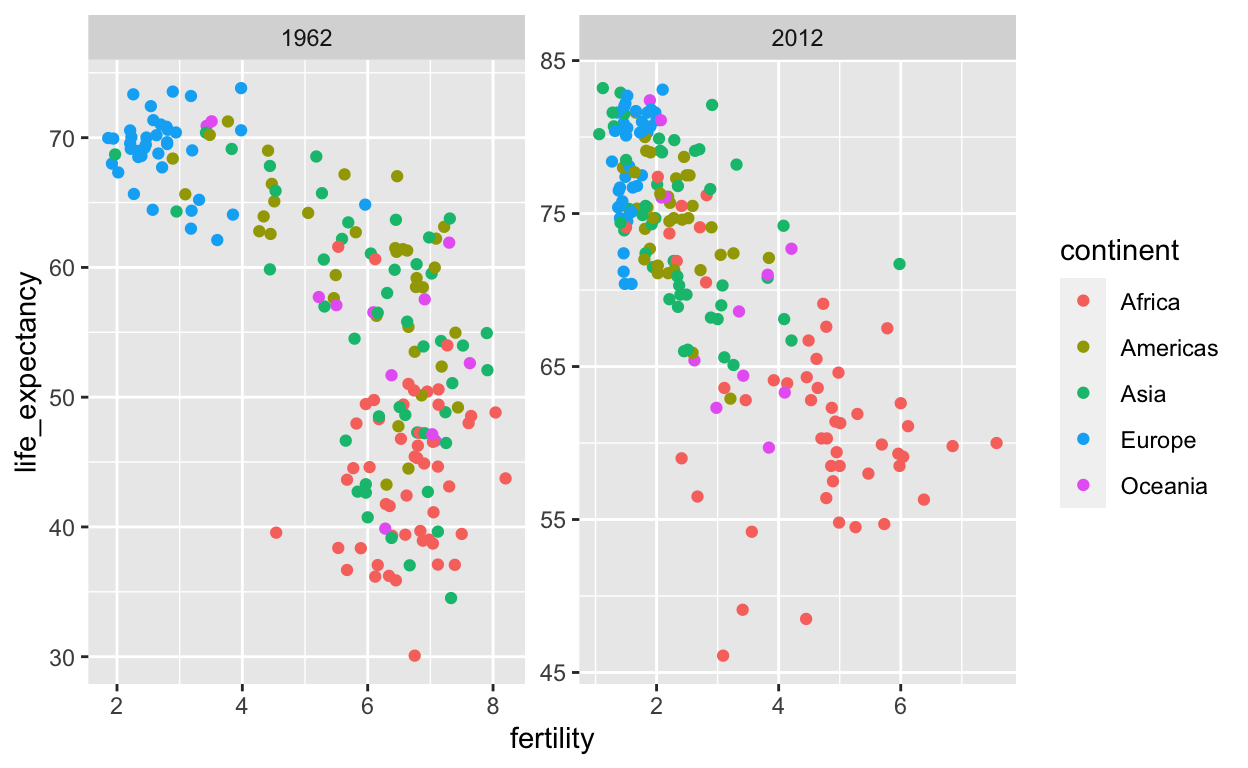 1962
2012
life_expectancy
70
60
50
40
30
85
75
65
55
45
2 4 6 8
2 4 6
fertility
continent
Africa
Americas
Asia
Europe
Oceania